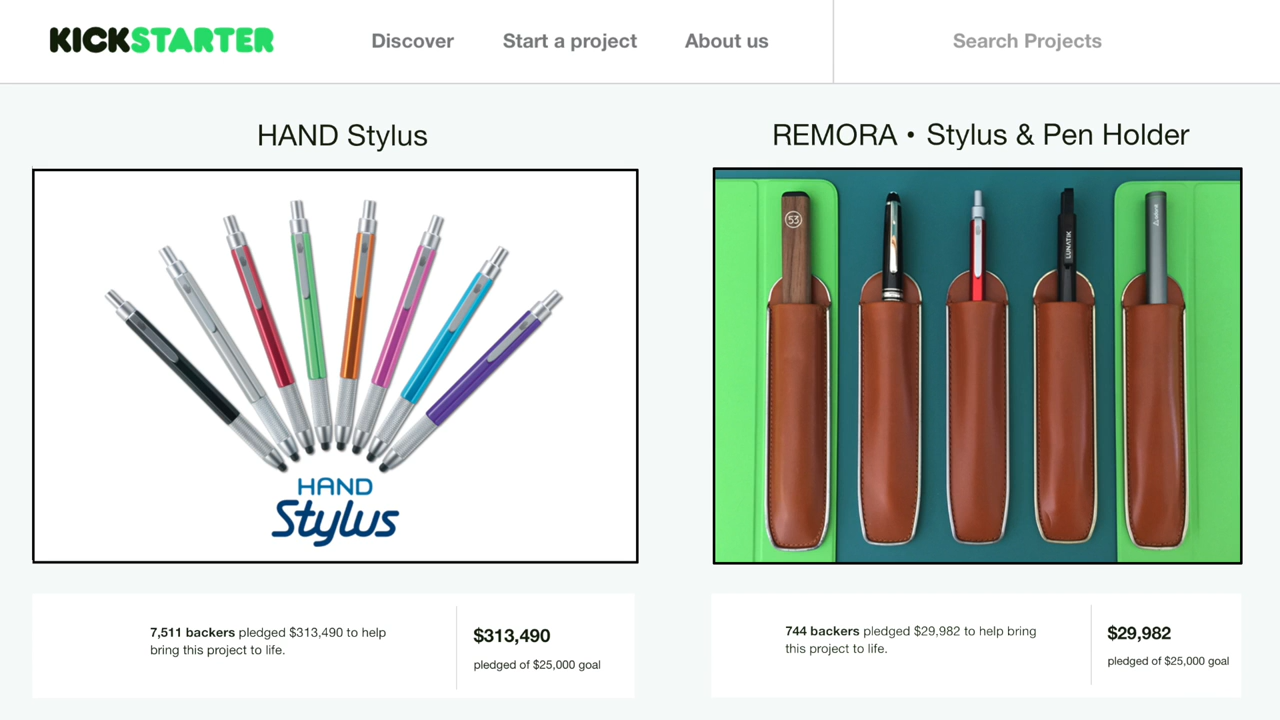 KICKSTARTER
Discover
Start a project
About us
Search Projects
HAND Stylus
HAND
Stylus
7,511 backers pledged $313,490 to help
bring this project to life.
$313,490
pledged of $25,000 goal
REMORA • Stylus & Pen Holder
53
LUNATIK
744 backers pledged $29,982 to help bring
this project to life.
$29,982
pledged of $25,000 goal